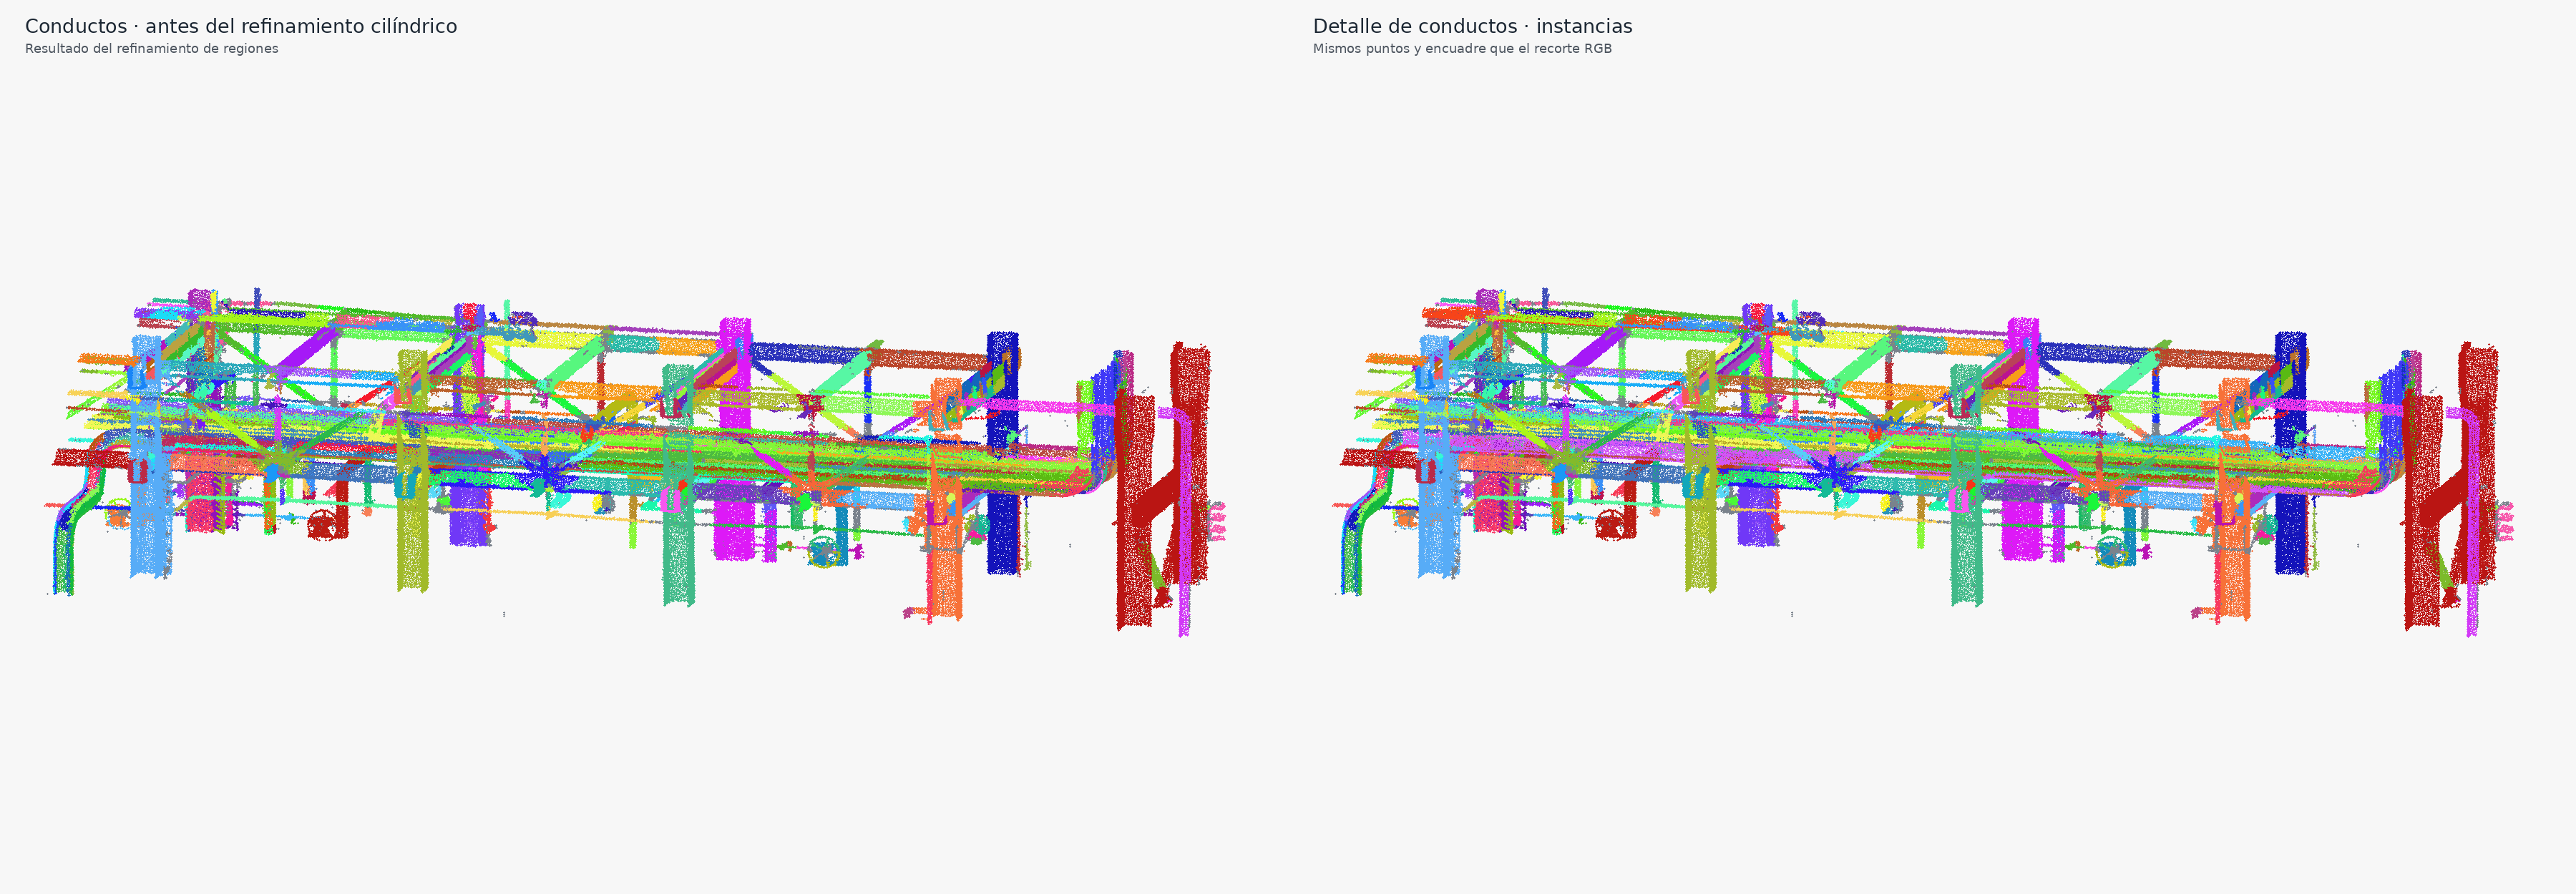 Conductos · antes del refinamiento cilíndrico
Resultado del refinamiento de regiones
Detalle de conductos · instancias
Mismos puntos y encuadre que el recorte RGB